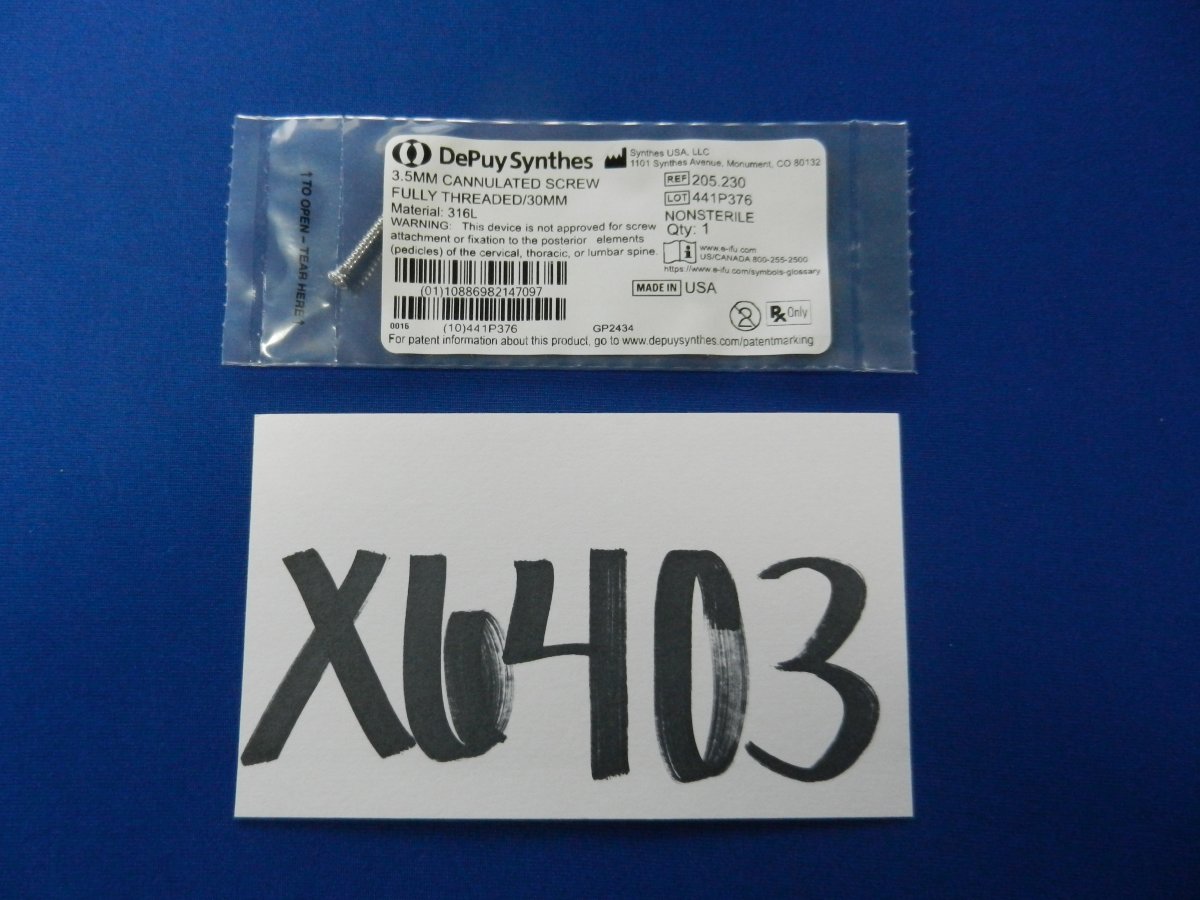 ↑TO OPEN – TEAR HERE↑
DePuy Synthes
Synthes USA, LLC
1101 Synthes Avenue, Monument, CO 80132
3.5MM CANNULATED SCREW
FULLY THREADED/30MM
Material: 316L
WARNING: This device is not approved for screw
attachment or fixation to the posterior elements
(pedicles) of the cervical, thoracic, or lumbar spine.
REF 205.230
LOT 441P376
NONSTERILE
Qty: 1
www.e-ifu.com
US/CANADA 800-255-2500
https://www.e-ifu.com/symbols-glossary
(01)10886982147097
MADE IN USA
2
Rx Only
0016 (10)441P376 GP2434
For patent information about this product, go to www.depuysynthes.com/patentmarking
X6403